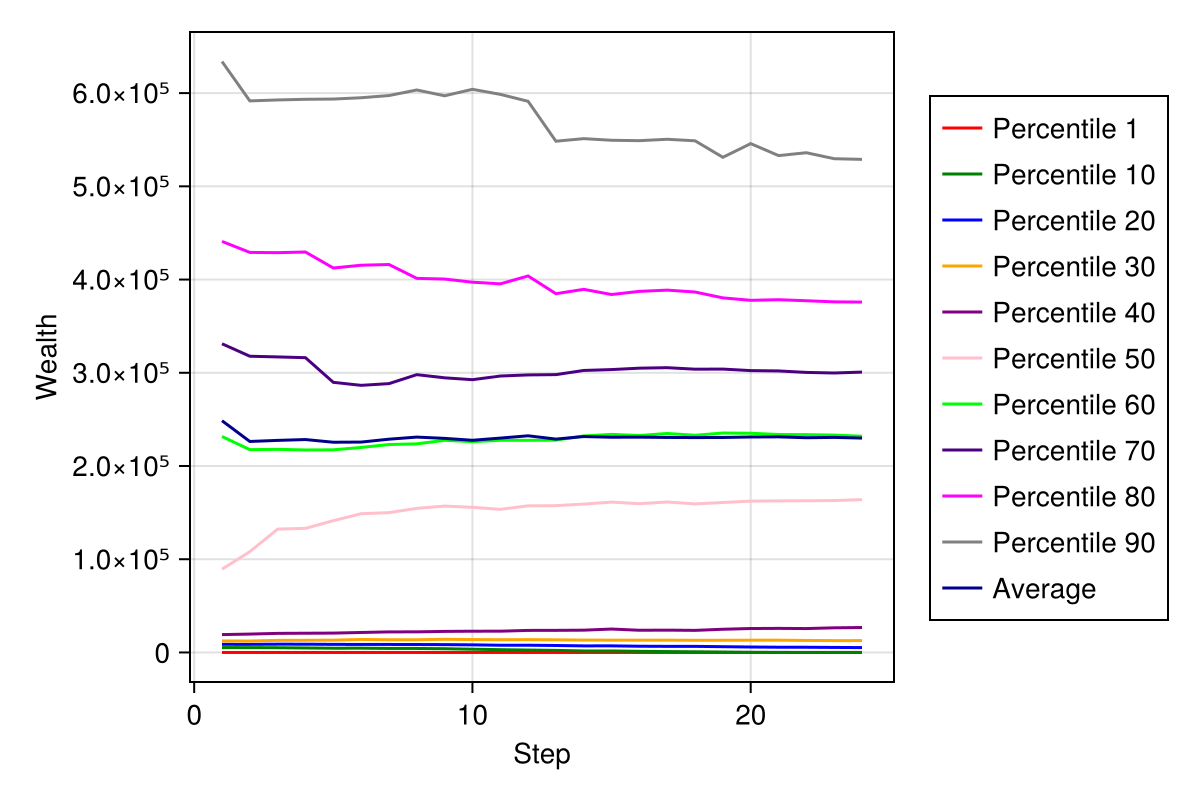 6.0×10⁵
5.0×10⁵
4.0×10⁵
3.0×10⁵
2.0×10⁵
1.0×10⁵
0
Wealth
0 10 20
Step
Percentile 1
Percentile 10
Percentile 20
Percentile 30
Percentile 40
Percentile 50
Percentile 60
Percentile 70
Percentile 80
Percentile 90
Average